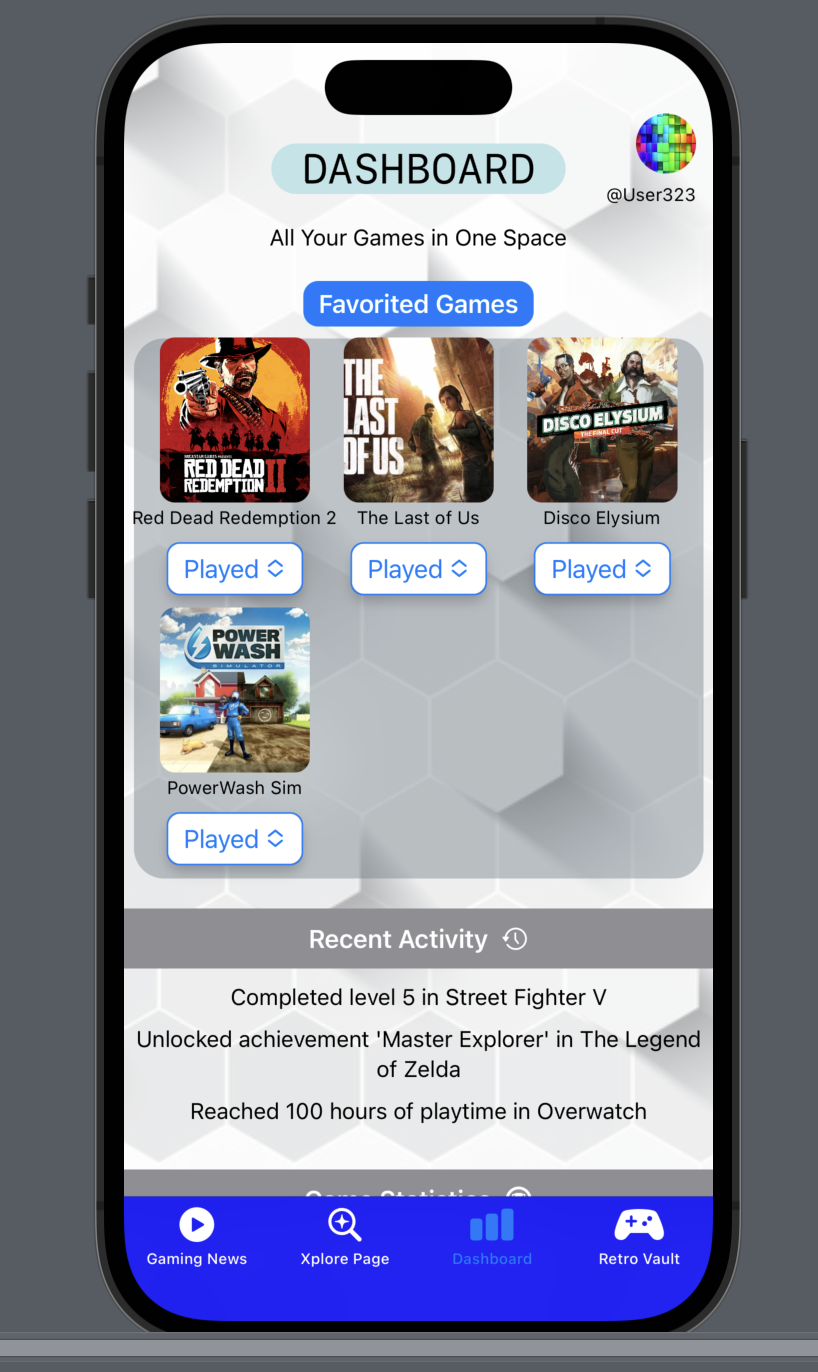 DASHBOARD
@User323
All Your Games in One Space
Favorited Games
RED DEAD
REDEMPTION II
THE
LAST
OF US
DISCO ELYSIUM
THE FINAL CUT
Red Dead Redemption 2
The Last of Us
Disco Elysium
Played
Played
Played
POWER
WASH
SIMULATOR
PowerWash Sim
Played
Recent Activity
Completed level 5 in Street Fighter V
Unlocked achievement 'Master Explorer' in The Legend
of Zelda
Reached 100 hours of playtime in Overwatch
Game Statistics
Gaming News
Xplore Page
Dashboard
Retro Vault